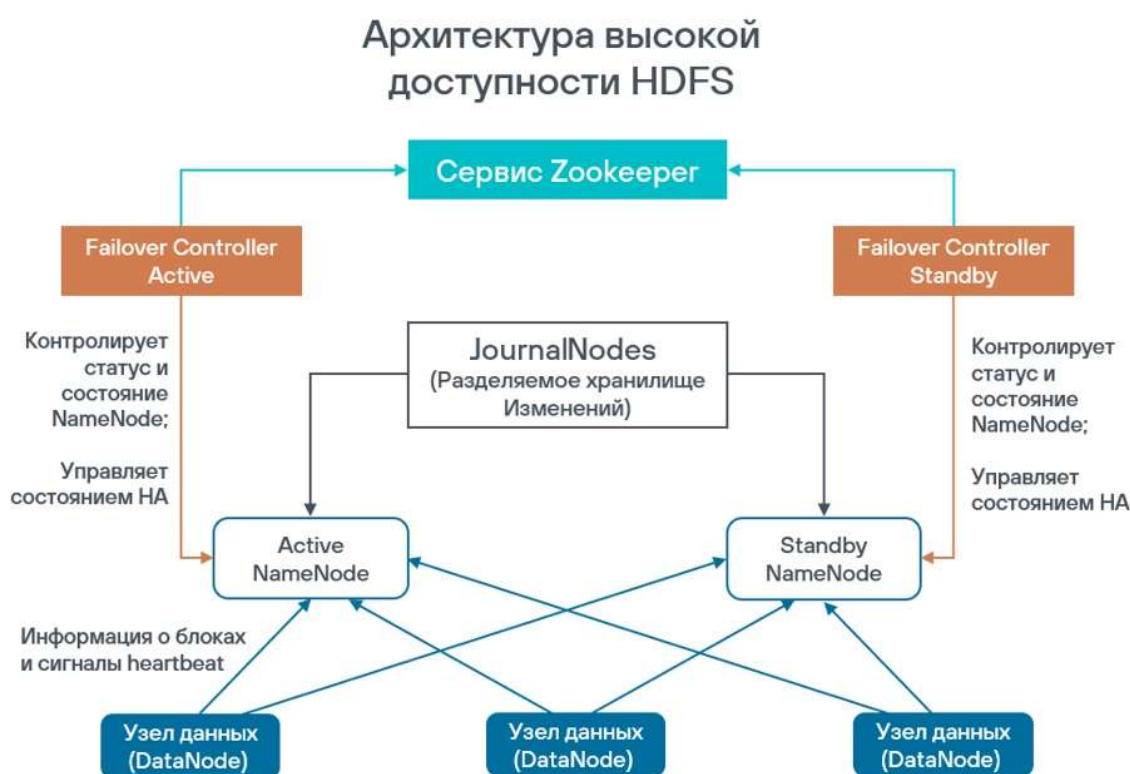 Архитектура высокой
доступности HDFS
Сервис Zookeeper
Failover Controller
Active
Failover Controller
Standby
Контролирует
статус и
состояние
NameNode;
Управляет
состоянием HA
JournalNodes
(Разделяемое хранилище
Изменений)
Контролирует
статус и
состояние
NameNode;
Управляет
состоянием HA
Active
NameNode
Standby
NameNode
Информация о блоках
и сигналы heartbeat
Узел данных
(DataNode)
Узел данных
(DataNode)
Узел данных
(DataNode)